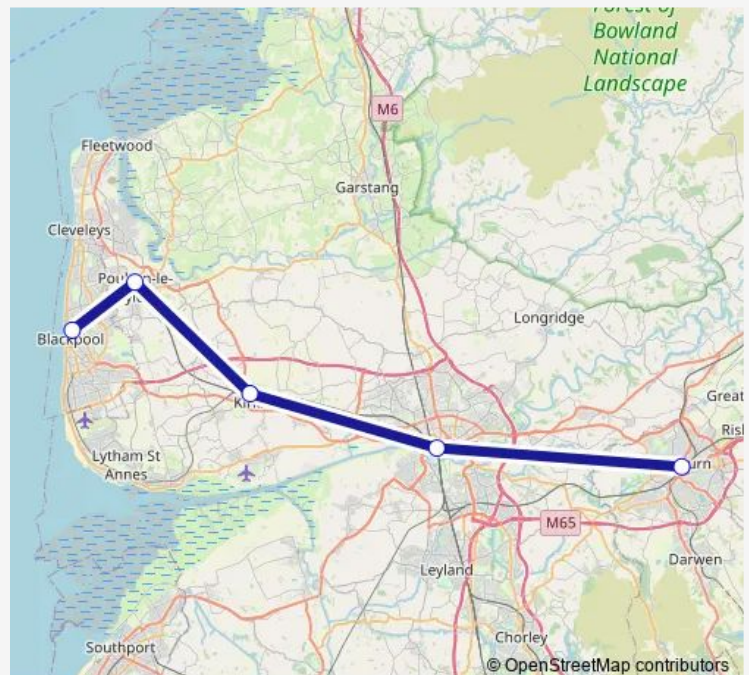 Forest of
Bowland
National
Landscape
M6
Fleetwood
Garstang
Cleveleys
Longridge
Blackpool
Great
Lytham St
Annes
M65
Darwen
Leyland
Chorley
Southport
© OpenStreetMap contributors